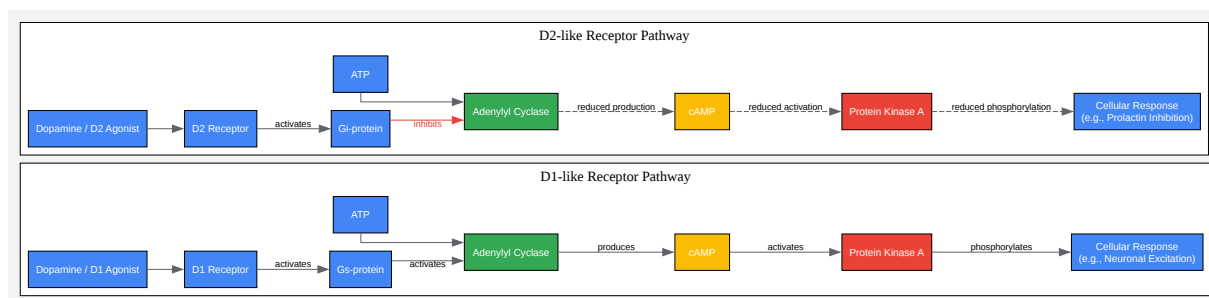 D2-like Receptor Pathway
ATP
Adenylyl Cyclase
reduced production
cAMP
reduced activation
Protein Kinase A
reduced phosphorylation
Cellular Response
(e.g., Prolactin Inhibition)
Dopamine / D2 Agonist
D2 Receptor
activates
Gi-protein
inhibits
D1-like Receptor Pathway
ATP
Adenylyl Cyclase
produces
cAMP
activates
Protein Kinase A
phosphorylates
Cellular Response
(e.g., Neuronal Excitation)
Dopamine / D1 Agonist
D1 Receptor
activates
Gs-protein
activates